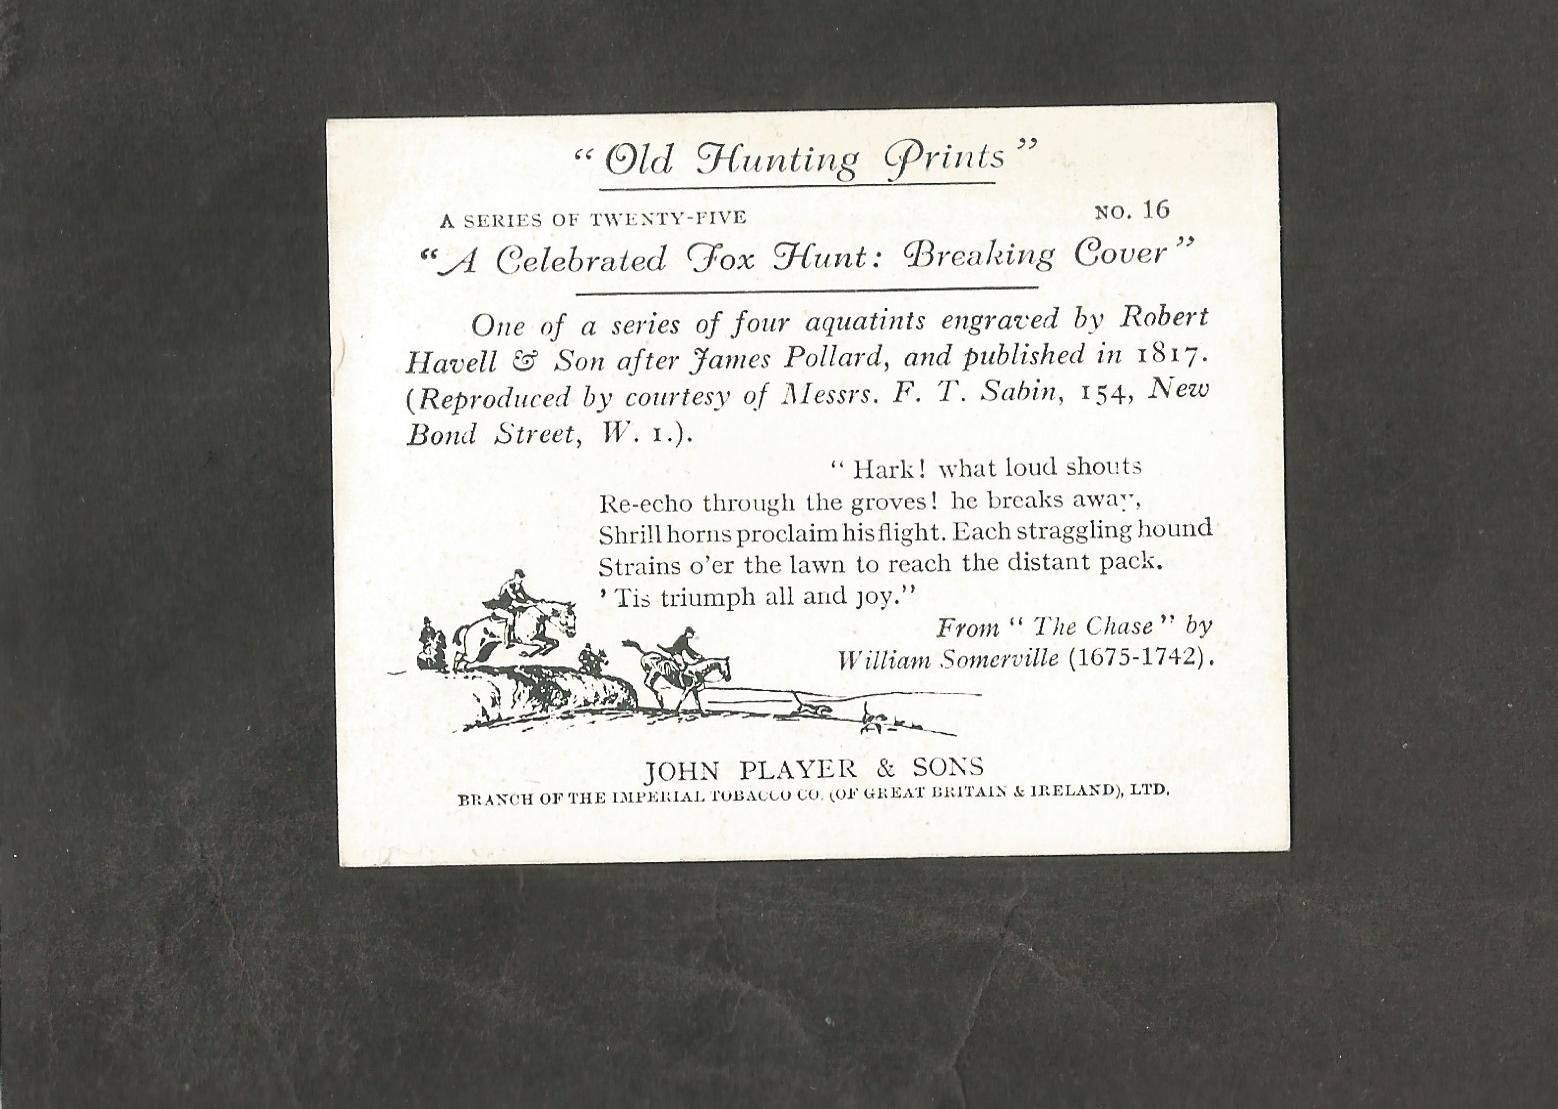 "Old Hunting Prints"
A SERIES OF TWENTY-FIVE NO. 16
"A Celebrated Fox Hunt: Breaking Cover"
One of a series of four aquatints engraved by Robert
Havell & Son after James Pollard, and published in 1817.
(Reproduced by courtesy of Messrs. F. T. Sabin, 154, New
Bond Street, W. 1.).
"Hark! what loud shouts
Re-echo through the groves! he breaks away,
Shrill horns proclaim his flight. Each straggling hound
Strains o'er the lawn to reach the distant pack.
'Tis triumph all and joy."
From "The Chase" by
William Somerville (1675-1742).
JOHN PLAYER & SONS
BRANCH OF THE IMPERIAL TOBACCO CO. (OF GREAT BRITAIN & IRELAND), LTD.